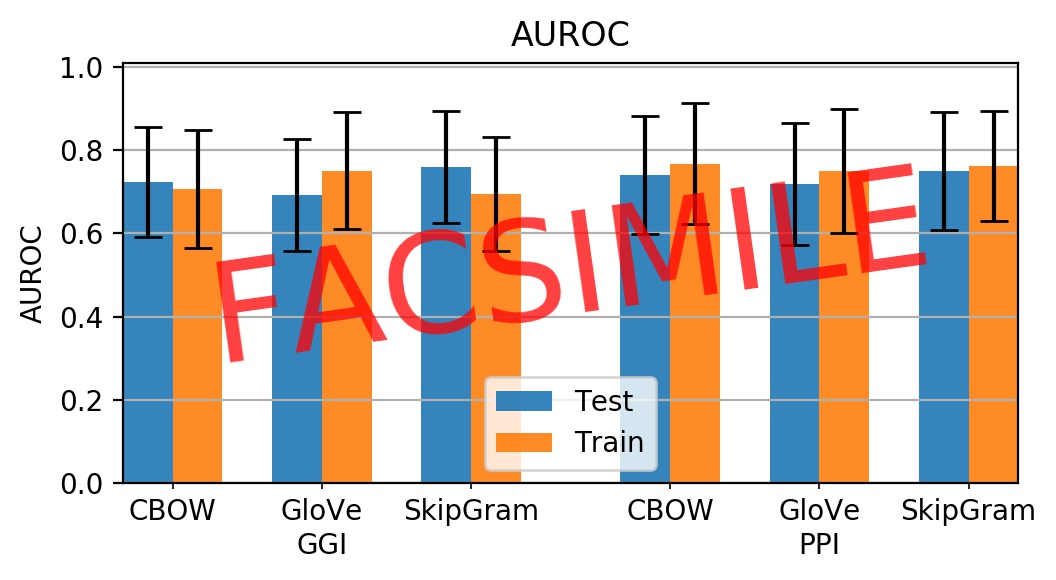 AUROC
1.0
0.8
0.6
0.4
0.2
0.0
AUROC
FACSIMILE
Test
Train
CBOW GloVe SkipGram CBOW GloVe SkipGram
GGI PPI